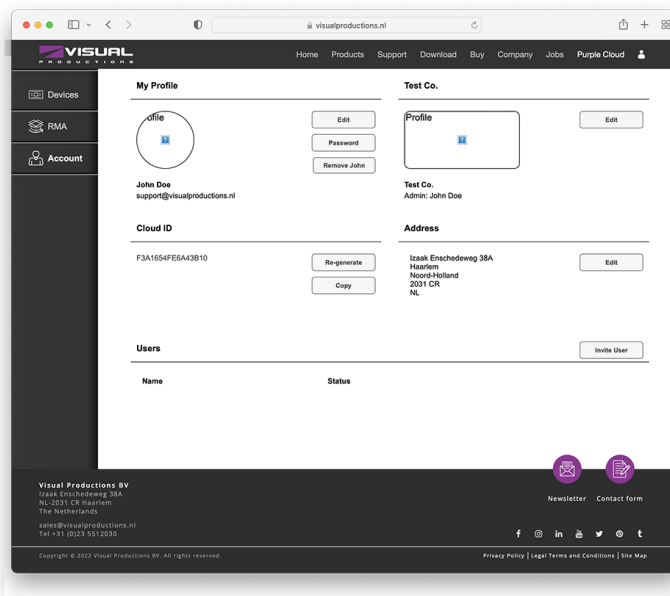 visualproductions.nl
VISUAL
PRODUCTIONS
Home Products Support Download Buy Company Jobs Purple Cloud
Devices
RMA
Account
My Profile
ofile
Edit
Password
Remove John
John Doe
support@visualproductions.nl
Test Co.
Profile
Edit
Test Co.
Admin: John Doe
Cloud ID
F3A1654FE6A43B10
Re-generate
Copy
Address
Izaak Enschedeweg 38A
Haarlem
Noord-Holland
2031 CR
NL
Edit
Users
Invite User
Name Status
Newsletter Contact form
Visual Productions BV
Izaak Enschedeweg 38A
NL-2031 CR Haarlem
The Netherlands
sales@visualproductions.nl
Tel +31 (0)23 5512030
Copyright © 2022 Visual Productions BV. All rights reserved.
Privacy Policy | Legal Terms and Conditions | Site Map